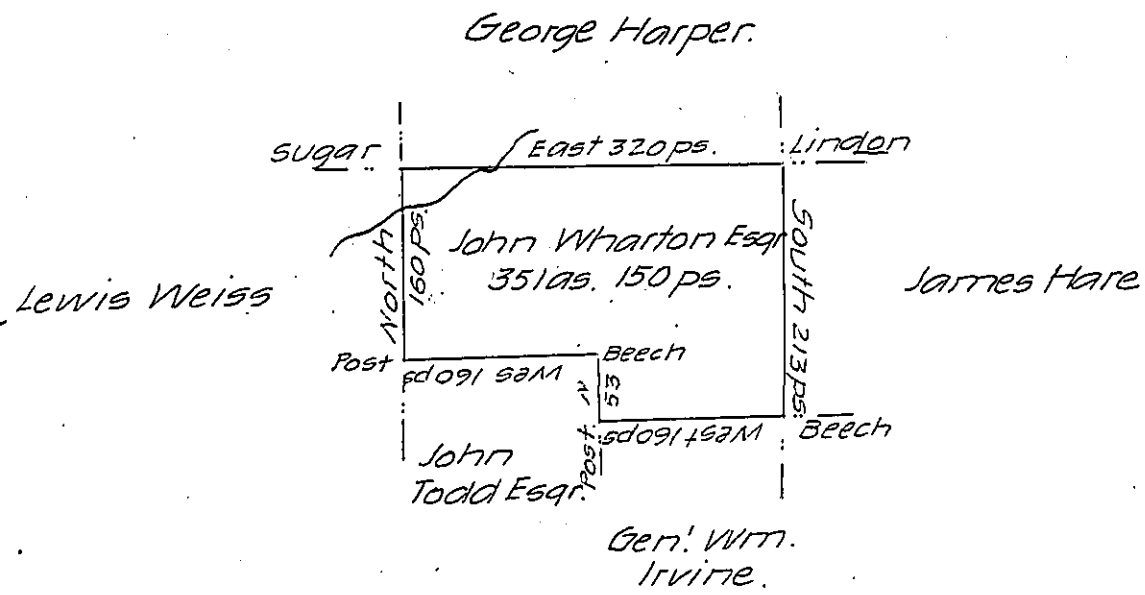 George Harper.
Sugar
East 320 ps.
Lindon
North
160 ps.
John Wharton Esqr
351 as. 150 ps.
South 213 ps.
Lewis Weiss
James Hare
Post
Wes 160 ps
Beech
N
53
Post
West 160 ps
Beech
John
Todd Esqr.
Gen! Wm.
Irvine.